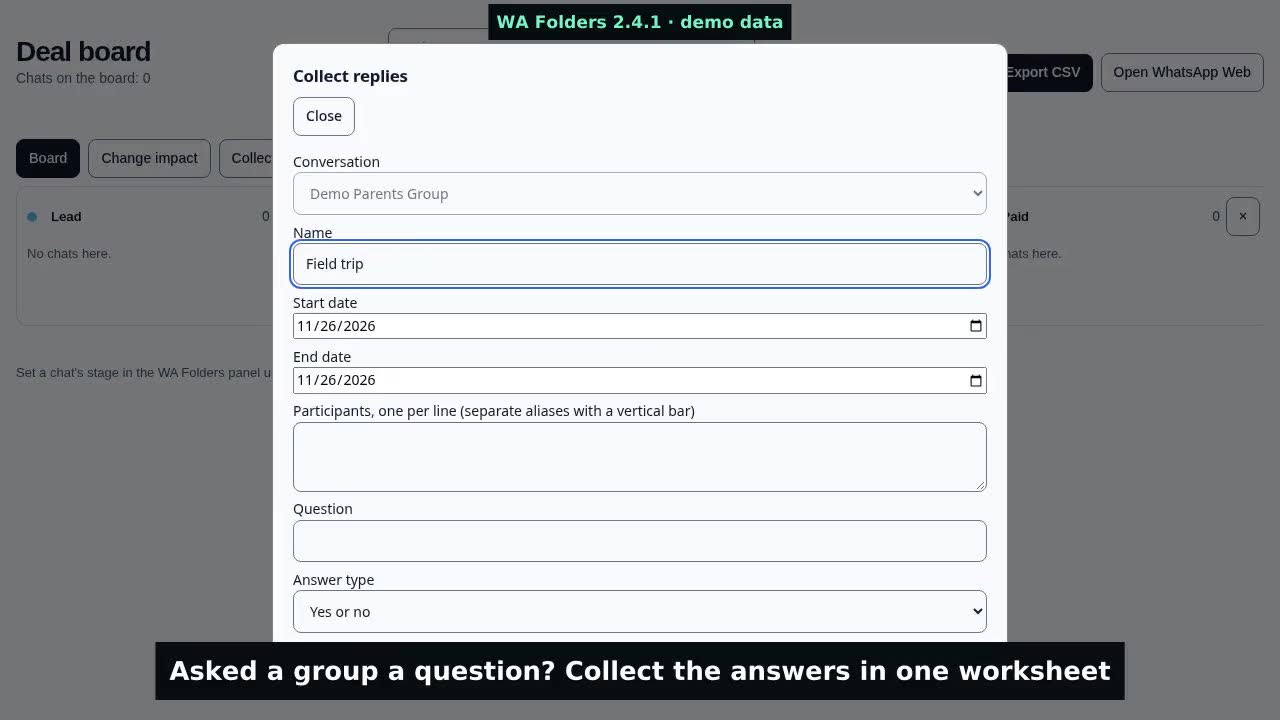 WA Folders 2.4.1 · demo data
Deal board
Chats on the board: 0
Export CSV
Open WhatsApp Web
Board
Change impact
Collec
Lead
0
No chats here.
Paid
0
×
hats here.
Set a chat's stage in the WA Folders panel u
Collect replies
Close
Conversation
Demo Parents Group
Name
Field trip
Start date
11/26/2026
End date
11/26/2026
Participants, one per line (separate aliases with a vertical bar)
Question
Answer type
Yes or no
Asked a group a question? Collect the answers in one worksheet